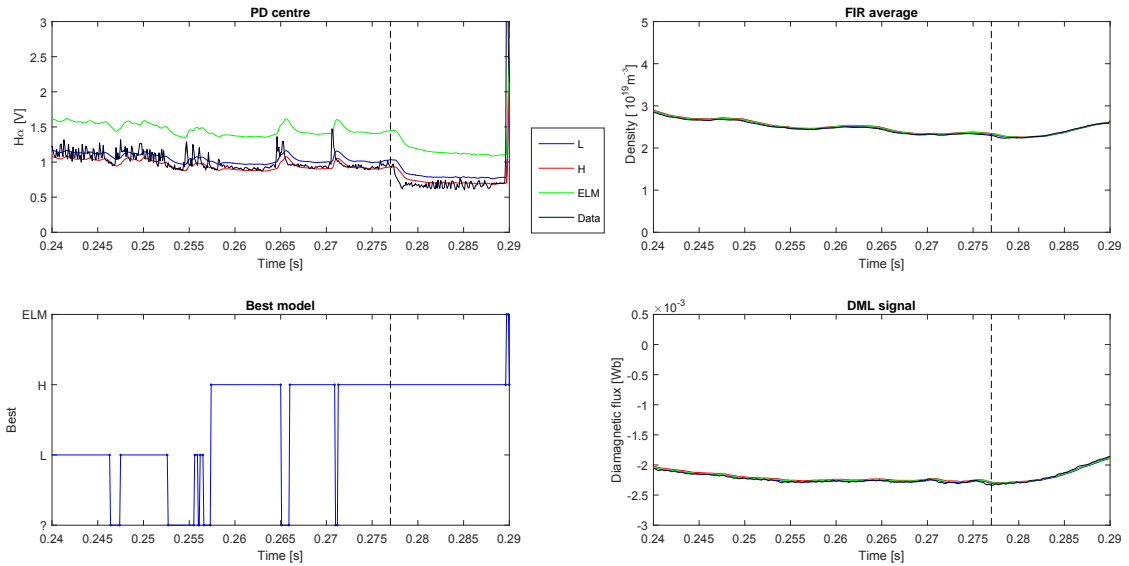 PD centre
3
2.5
2
1.5
1
0.5
0
Hα [V]
0.24 0.245 0.25 0.255 0.26 0.265 0.27 0.275 0.28 0.285 0.29
Time [s]
L
H
ELM
Data
FIR average
5
4
3
2
1
0
Density [ 10^19 m^-3]
0.24 0.245 0.25 0.255 0.26 0.265 0.27 0.275 0.28 0.285 0.29
Time [s]
Best model
ELM
H
L
?
Best
0.24 0.245 0.25 0.255 0.26 0.265 0.27 0.275 0.28 0.285 0.29
Time [s]
DML signal
×10^-3
0.5
0
-0.5
-1
-1.5
-2
-2.5
-3
Diamagnetic flux [Wb]
0.24 0.245 0.25 0.255 0.26 0.265 0.27 0.275 0.28 0.285 0.29
Time [s]